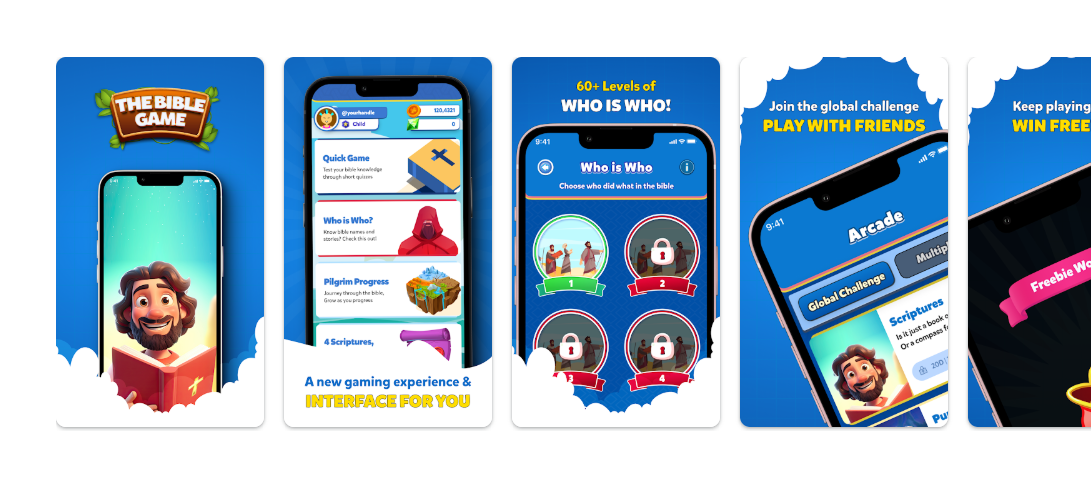 THE BIBLE
GAME
@yourhandle
Child
120,4321
0
Quick Game
Test your bible knowledge
through short quizzes
Who is Who?
Know bible names and
stories? Check this out!
Pilgrim Progress
Journey through the bible,
Grow as you progress
4 Scriptures,
A new gaming experience &
INTERFACE FOR YOU
60+ Levels of
WHO IS WHO!
9:41
Who is Who
i
Choose who did what in the bible
1
2
3
4
Join the global challenge
PLAY WITH FRIENDS
9:41
Arcade
Global Challenge
Multipl
Scriptures
Is it just a book o
Or a compass fo
200
Pu
Keep playing
WIN FREE
9:41
Freebie Wo